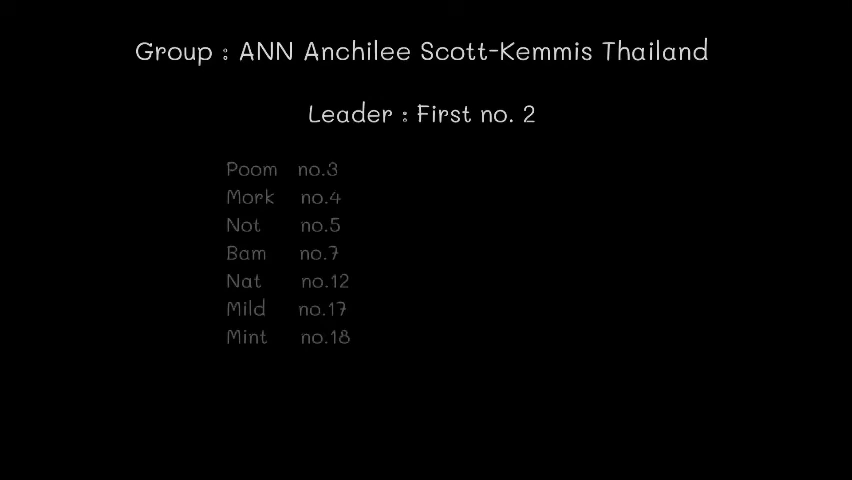 Group : ANN Anchilee Scott-Kemmis Thailand
Leader : First no. 2
Poom no.3
Mork no.4
Not no.5
Bam no.7
Nat no.12
Mild no.17
Mint no.18